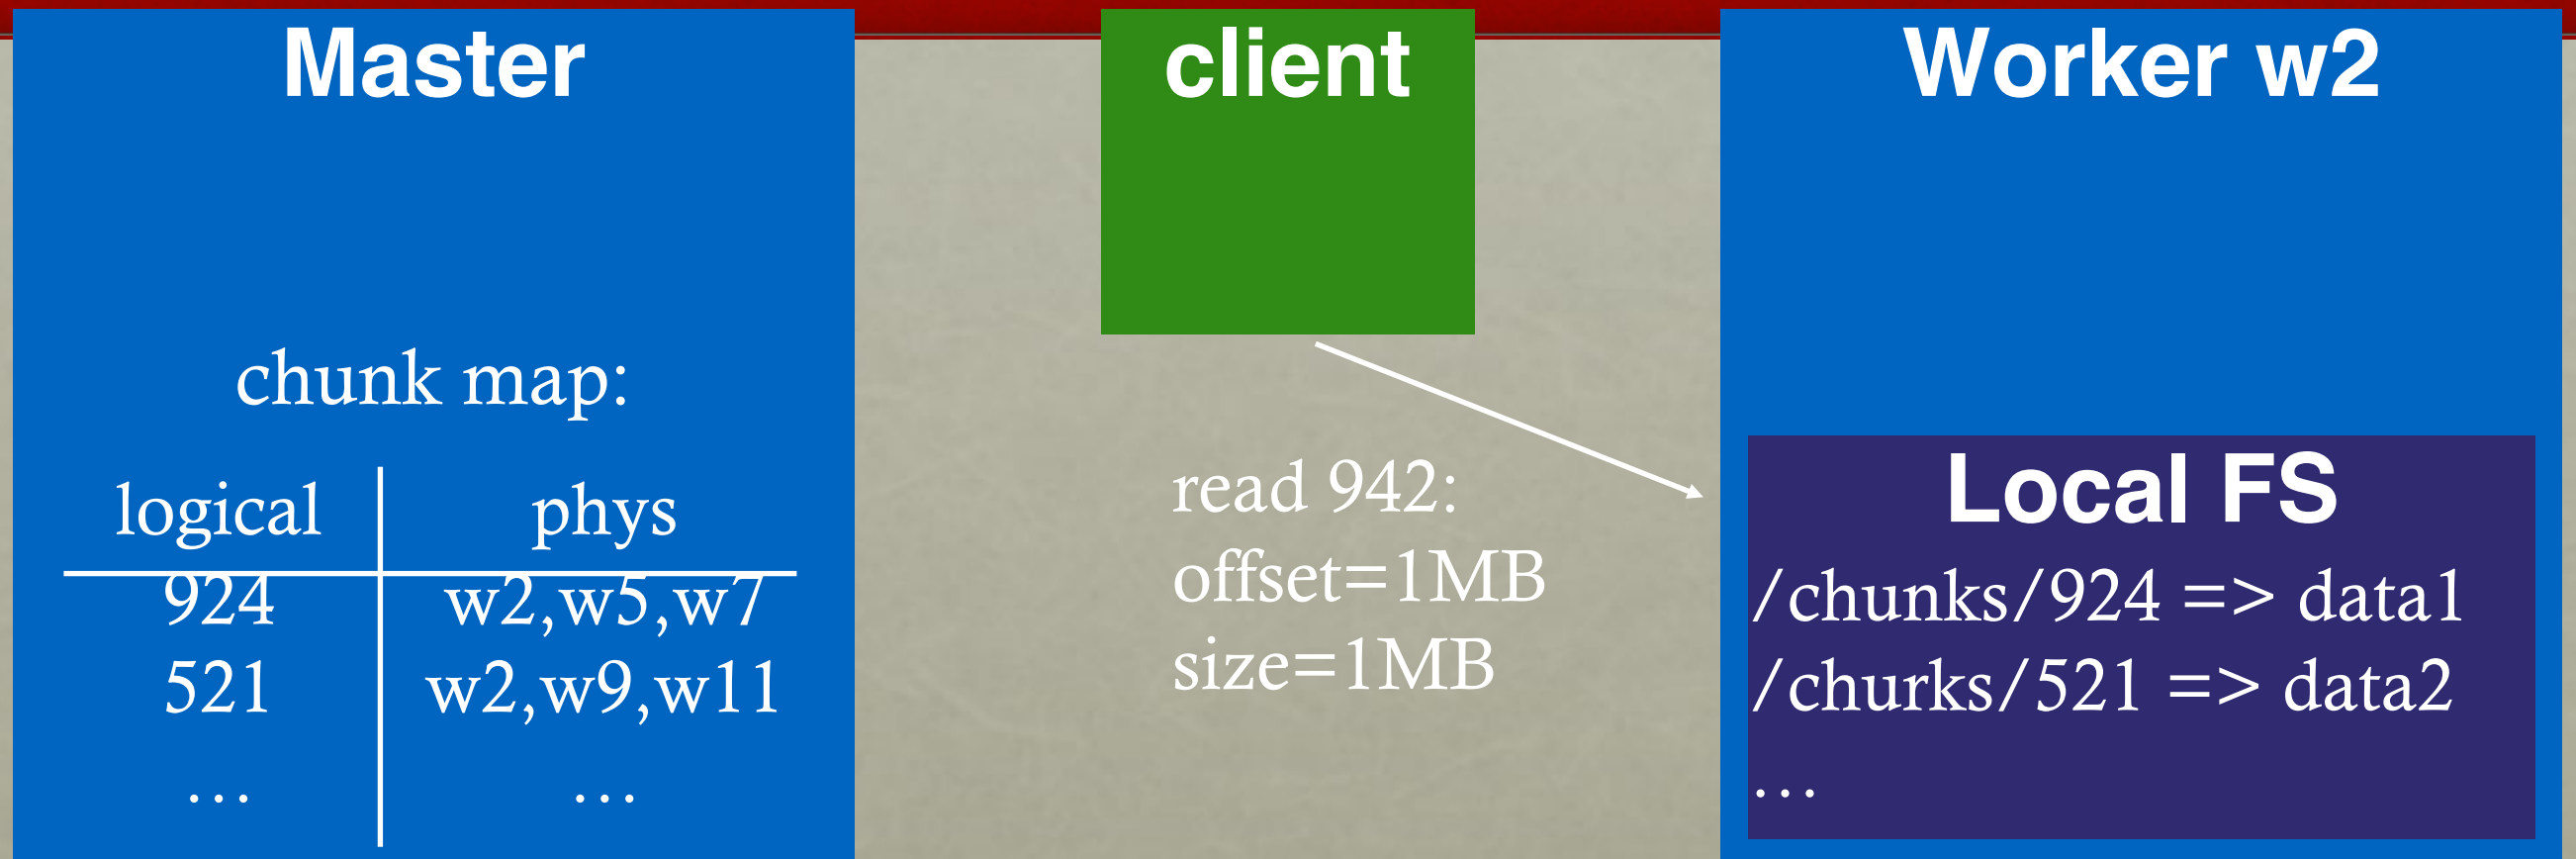 Master
chunk map:
logical phys
924 w2,w5,w7
521 w2,w9,w11
… …
client
read 942:
offset=1MB
size=1MB
Worker w2
Local FS
/chunks/924 => data1
/churks/521 => data2
…